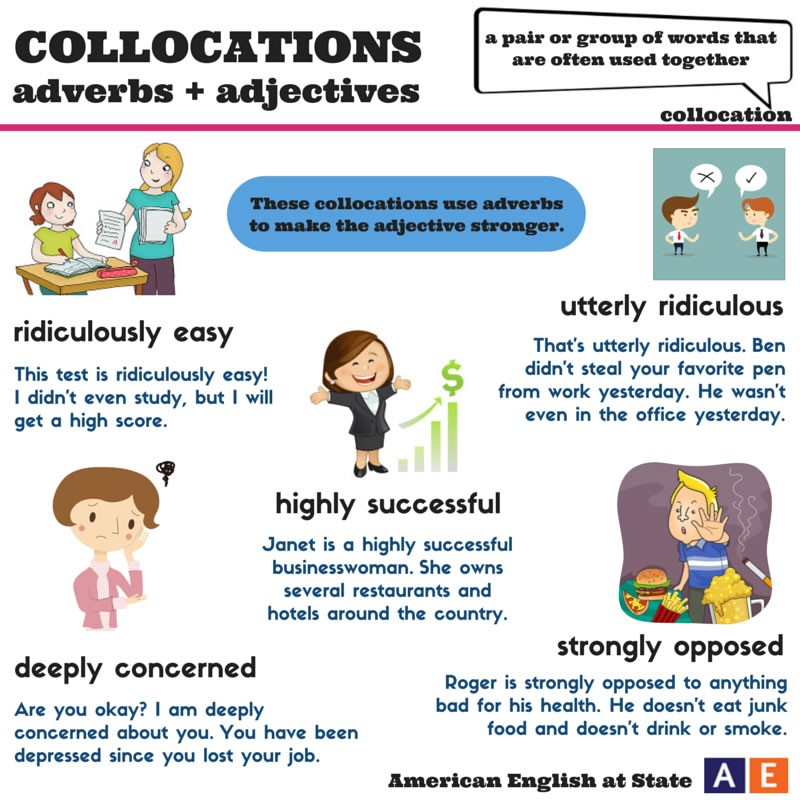 COLLOCATIONS
adverbs + adjectives
a pair or group of words that
are often used together
collocation
These collocations use adverbs
to make the adjective stronger.
ridiculously easy
This test is ridiculously easy!
I didn't even study, but I will
get a high score.
utterly ridiculous
That's utterly ridiculous. Ben
didn't steal your favorite pen
from work yesterday. He wasn't
even in the office yesterday.
$
highly successful
Janet is a highly successful
businesswoman. She owns
several restaurants and
hotels around the country.
deeply concerned
Are you okay? I am deeply
concerned about you. You have been
depressed since you lost your job.
strongly opposed
Roger is strongly opposed to anything
bad for his health. He doesn't eat junk
food and doesn't drink or smoke.
American English at State AE